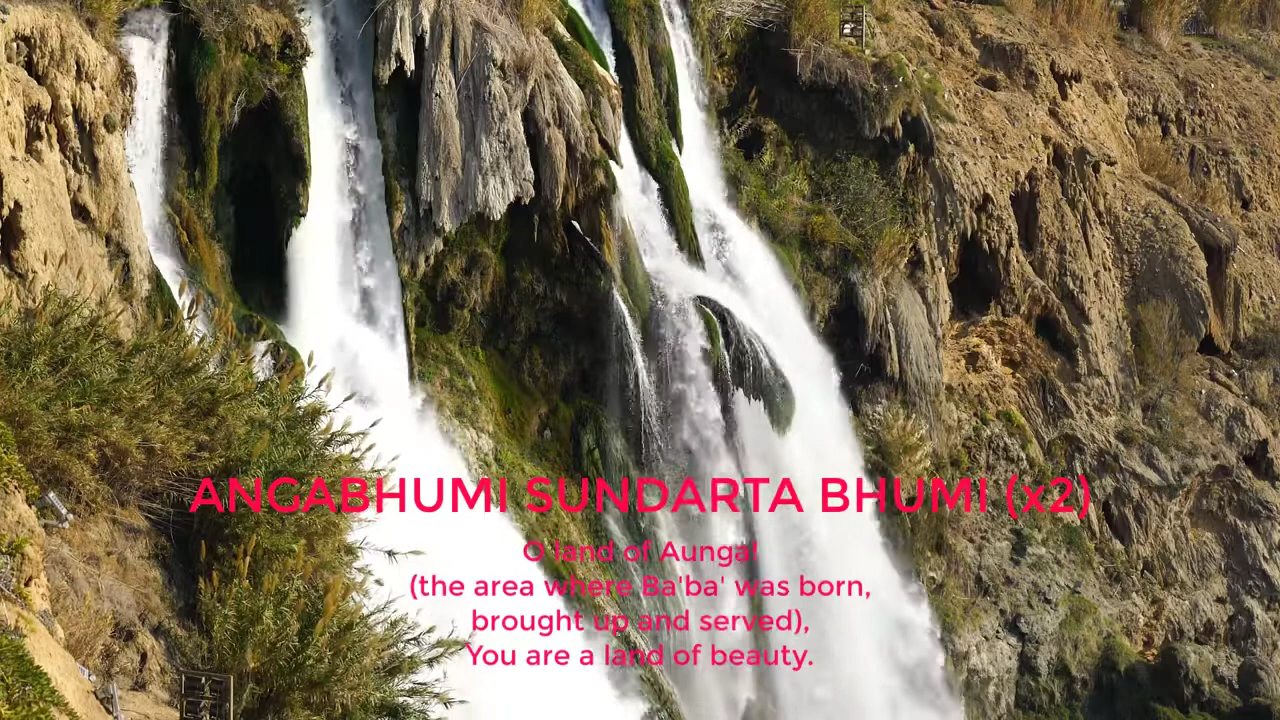 ANGABHUMI SUNDARTA BHUMI (x2)
O land of Aunga!
(the area where Ba'ba' was born,
brought up and served),
You are a land of beauty.